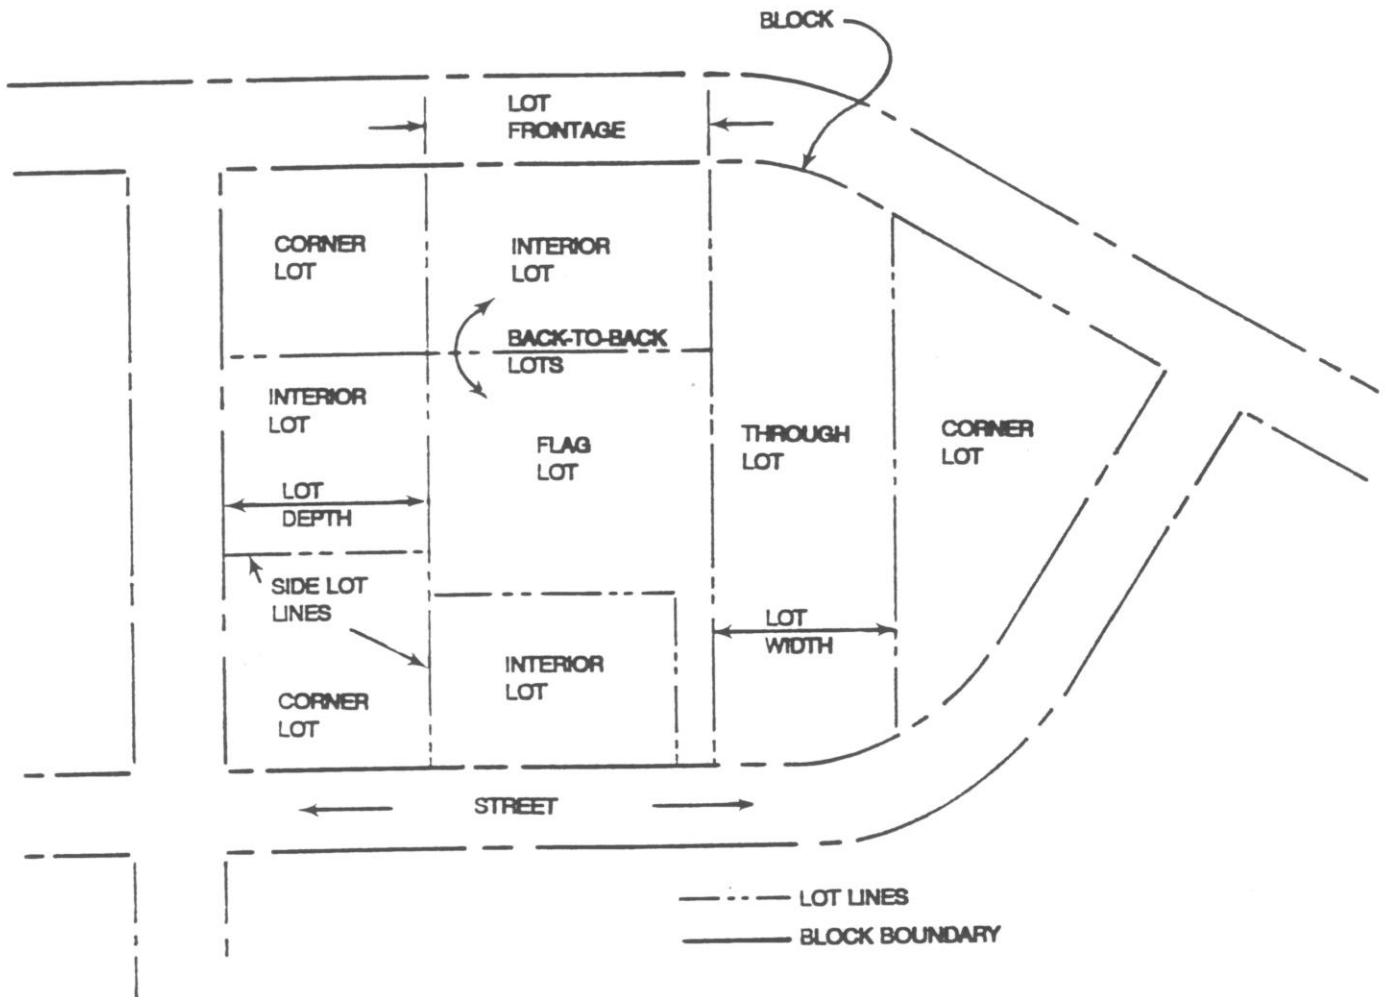 BLOCK
LOT
FRONTAGE
CORNER
LOT
INTERIOR
LOT
BACK-TO-BACK
LOTS
INTERIOR
LOT
FLAG
LOT
THROUGH
LOT
CORNER
LOT
LOT
DEPTH
SIDE LOT
LINES
LOT
WIDTH
INTERIOR
LOT
CORNER
LOT
STREET
LOT LINES
BLOCK BOUNDARY